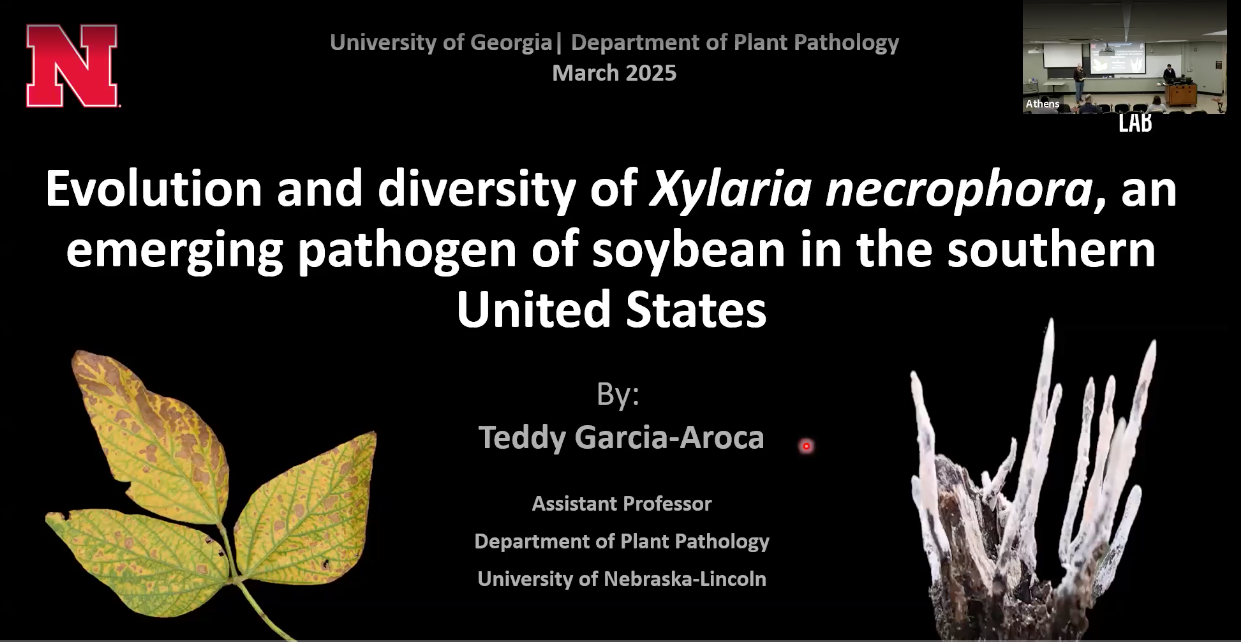 N
University of Georgia| Department of Plant Pathology
March 2025
Athens
LAB
Evolution and diversity of Xylaria necrophora, an
emerging pathogen of soybean in the southern
United States
By:
Teddy Garcia-Aroca
Assistant Professor
Department of Plant Pathology
University of Nebraska-Lincoln